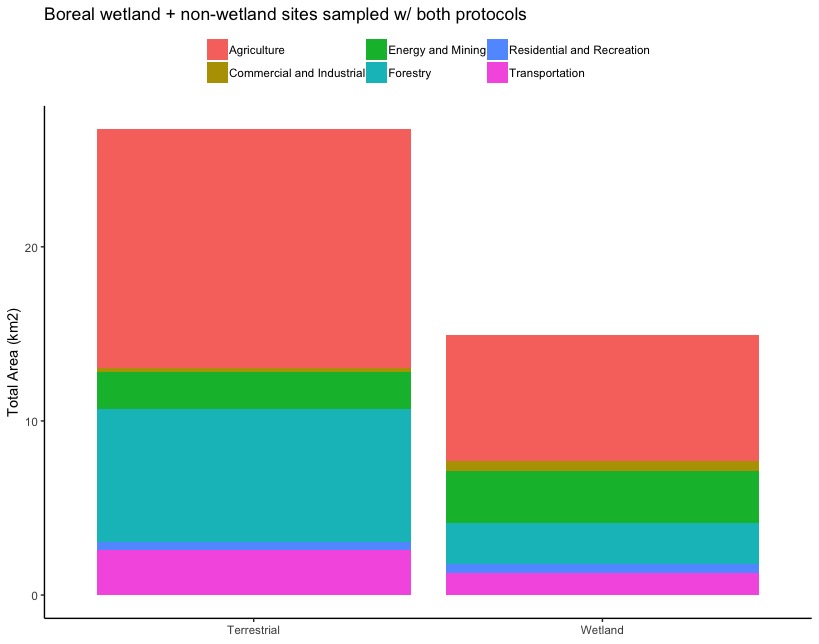 Boreal wetland + non-wetland sites sampled w/ both protocols
Agriculture Energy and Mining Residential and Recreation
Commercial and Industrial Forestry Transportation
20
10
0
Total Area (km2)
Terrestrial Wetland